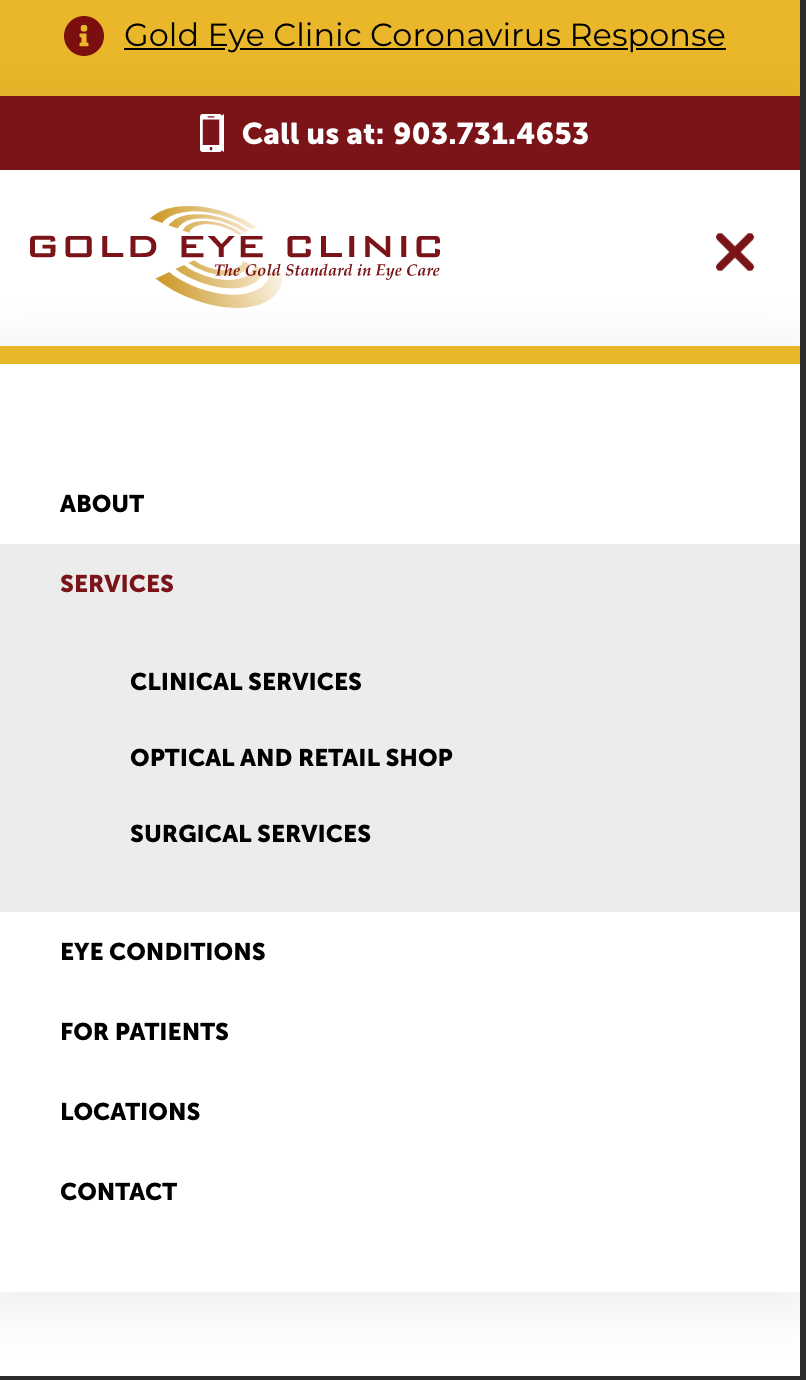 Gold Eye Clinic Coronavirus Response
Call us at: 903.731.4653
GOLD EYE CLINIC
The Gold Standard in Eye Care
ABOUT
SERVICES
CLINICAL SERVICES
OPTICAL AND RETAIL SHOP
SURGICAL SERVICES
EYE CONDITIONS
FOR PATIENTS
LOCATIONS
CONTACT